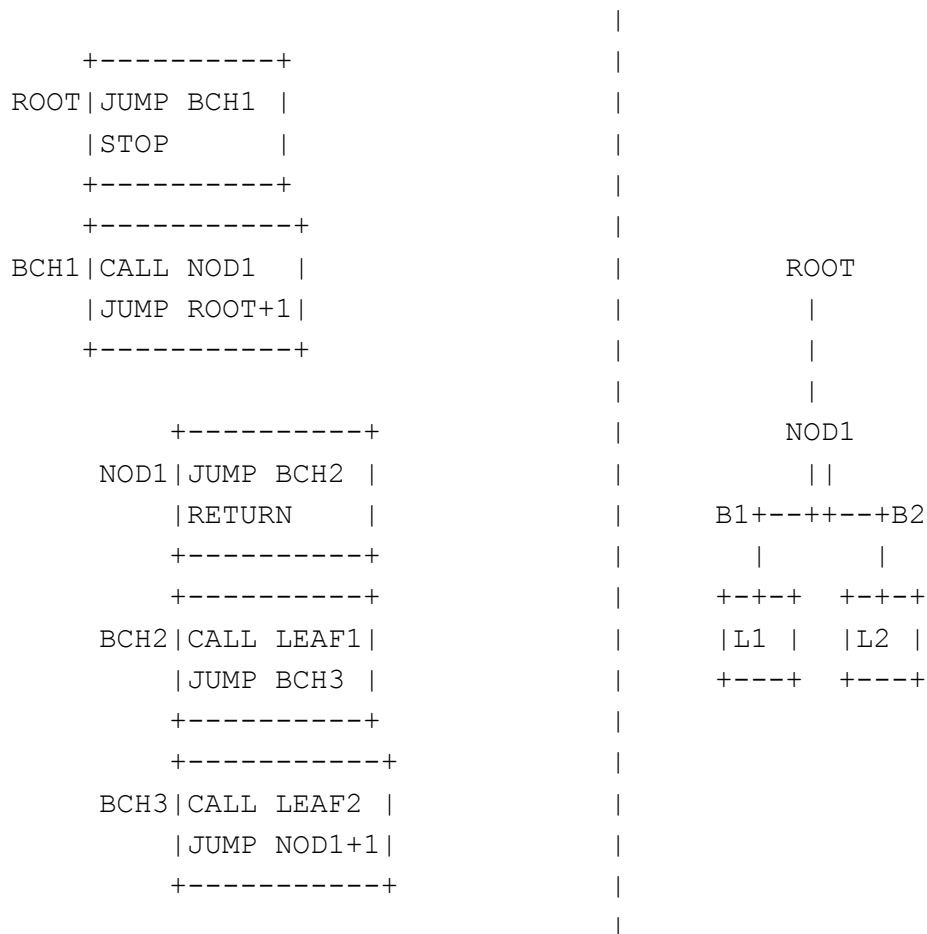 ROOT|JUMP BCH1 |
|STOP |
BCH1|CALL NOD1 | ROOT
|JUMP ROOT+1|
NOD1
NOD1|JUMP BCH2 |
|RETURN | B1+--++--+B2
BCH2|CALL LEAF1| |L1 | |L2 |
|JUMP BCH3 |
BCH3|CALL LEAF2 |
|JUMP NOD1+1|